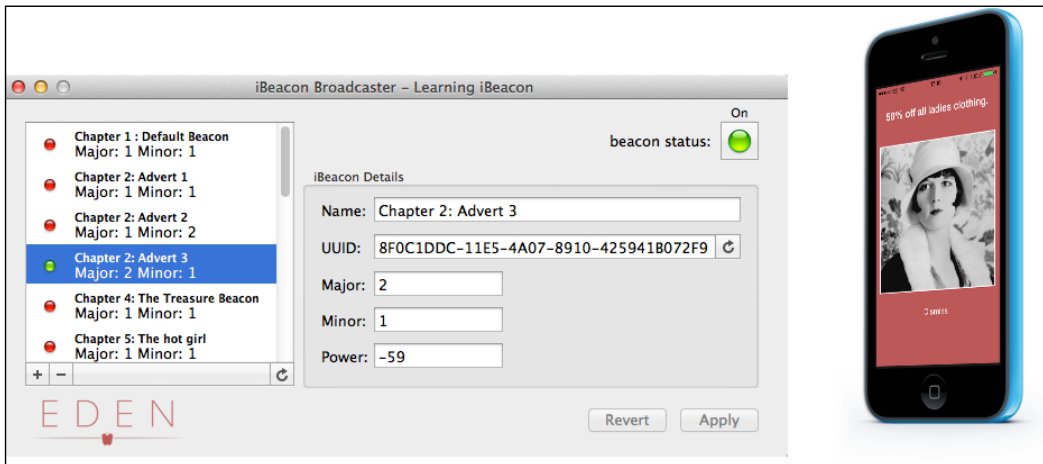 iBeacon Broadcaster – Learning iBeacon
Chapter 1 : Default Beacon
Major: 1 Minor: 1
Chapter 2: Advert 1
Major: 1 Minor: 1
Chapter 2: Advert 2
Major: 1 Minor: 2
Chapter 2: Advert 3
Major: 2 Minor: 1
Chapter 4: The Treasure Beacon
Major: 1 Minor: 1
Chapter 5: The hot girl
Major: 1 Minor: 1
+ −
EDEN
On
beacon status:
iBeacon Details
Name: Chapter 2: Advert 3
UUID: 8F0C1DDC-11E5-4A07-8910-425941B072F9
Major: 2
Minor: 1
Power: -59
Revert Apply
50% off all ladies clothing.
Dismiss